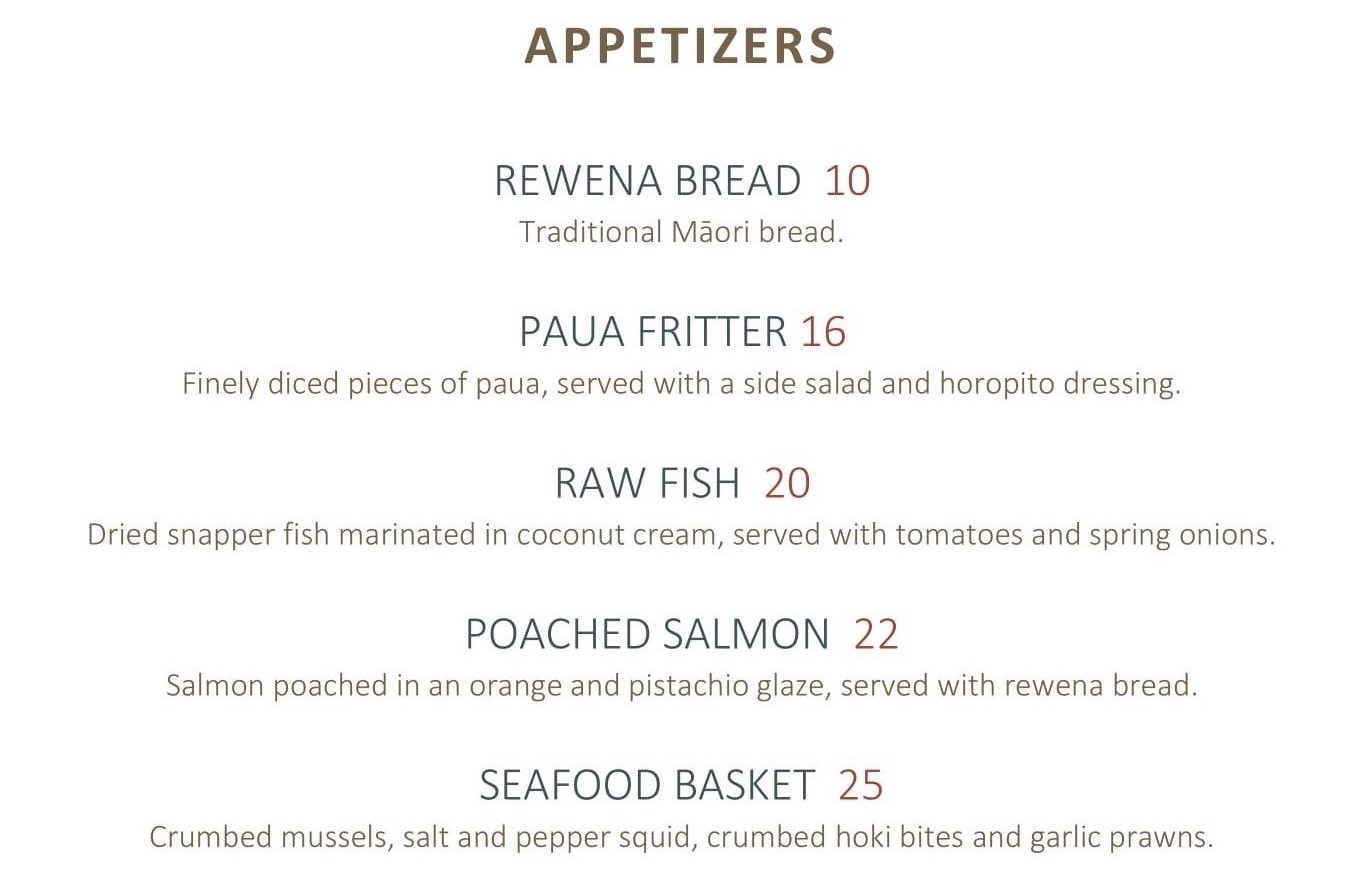 APPETIZERS
REWENA BREAD 10
Traditional Māori bread.
PAUA FRITTER 16
Finely diced pieces of paua, served with a side salad and horopito dressing.
RAW FISH 20
Dried snapper fish marinated in coconut cream, served with tomatoes and spring onions.
POACHED SALMON 22
Salmon poached in an orange and pistachio glaze, served with rewena bread.
SEAFOOD BASKET 25
Crumbed mussels, salt and pepper squid, crumbed hoki bites and garlic prawns.